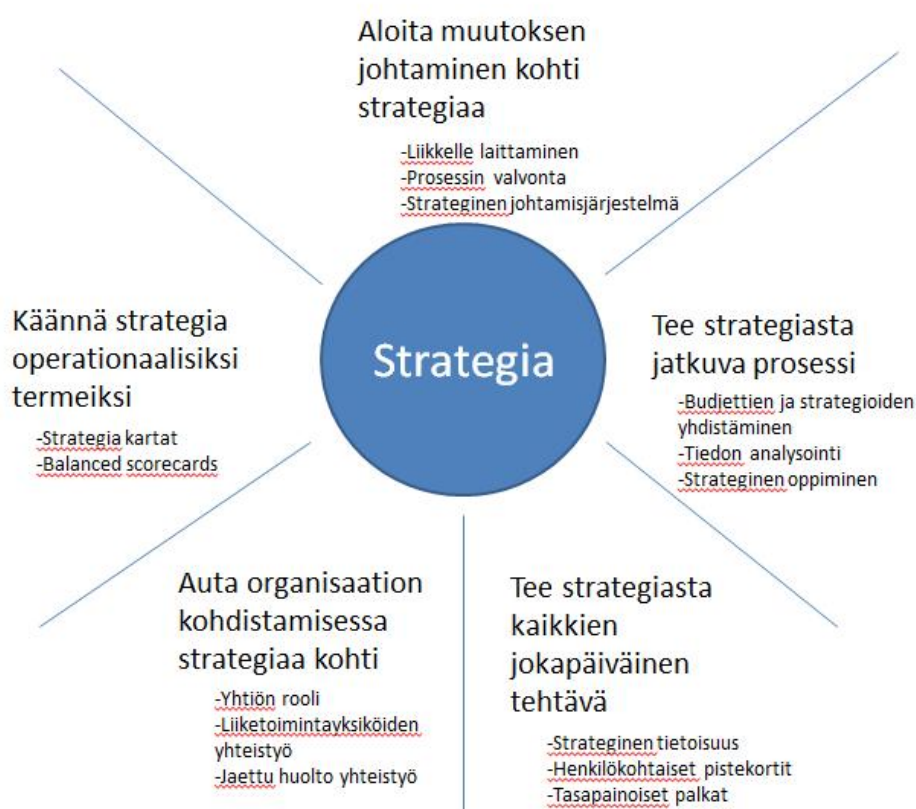 Aloita muutoksen
johtaminen kohti
strategiaa
-Liikkelle laittaminen
-Prosessin valvonta
-Strateginen johtamisjärjestelmä
Käännä strategia
operationaalisiksi
termeiksi
-Strategia kartat
-Balanced scorecards
Strategia
Tee strategiasta
jatkuva prosessi
-Budjettien ja strategioiden
yhdistäminen
-Tiedon analysointi
-Strateginen oppiminen
Auta organisaation
kohdistamisessa
strategiaa kohti
-Yhtiön rooli
-Liiketoimintayksiköiden
yhteistyö
-Jaettu huolto yhteistyö
Tee strategiasta
kaikkien
jokapäiväinen
tehtävä
-Strateginen tietoisuus
-Henkilökohtaiset pistekortit
-Tasapainoiset palkat